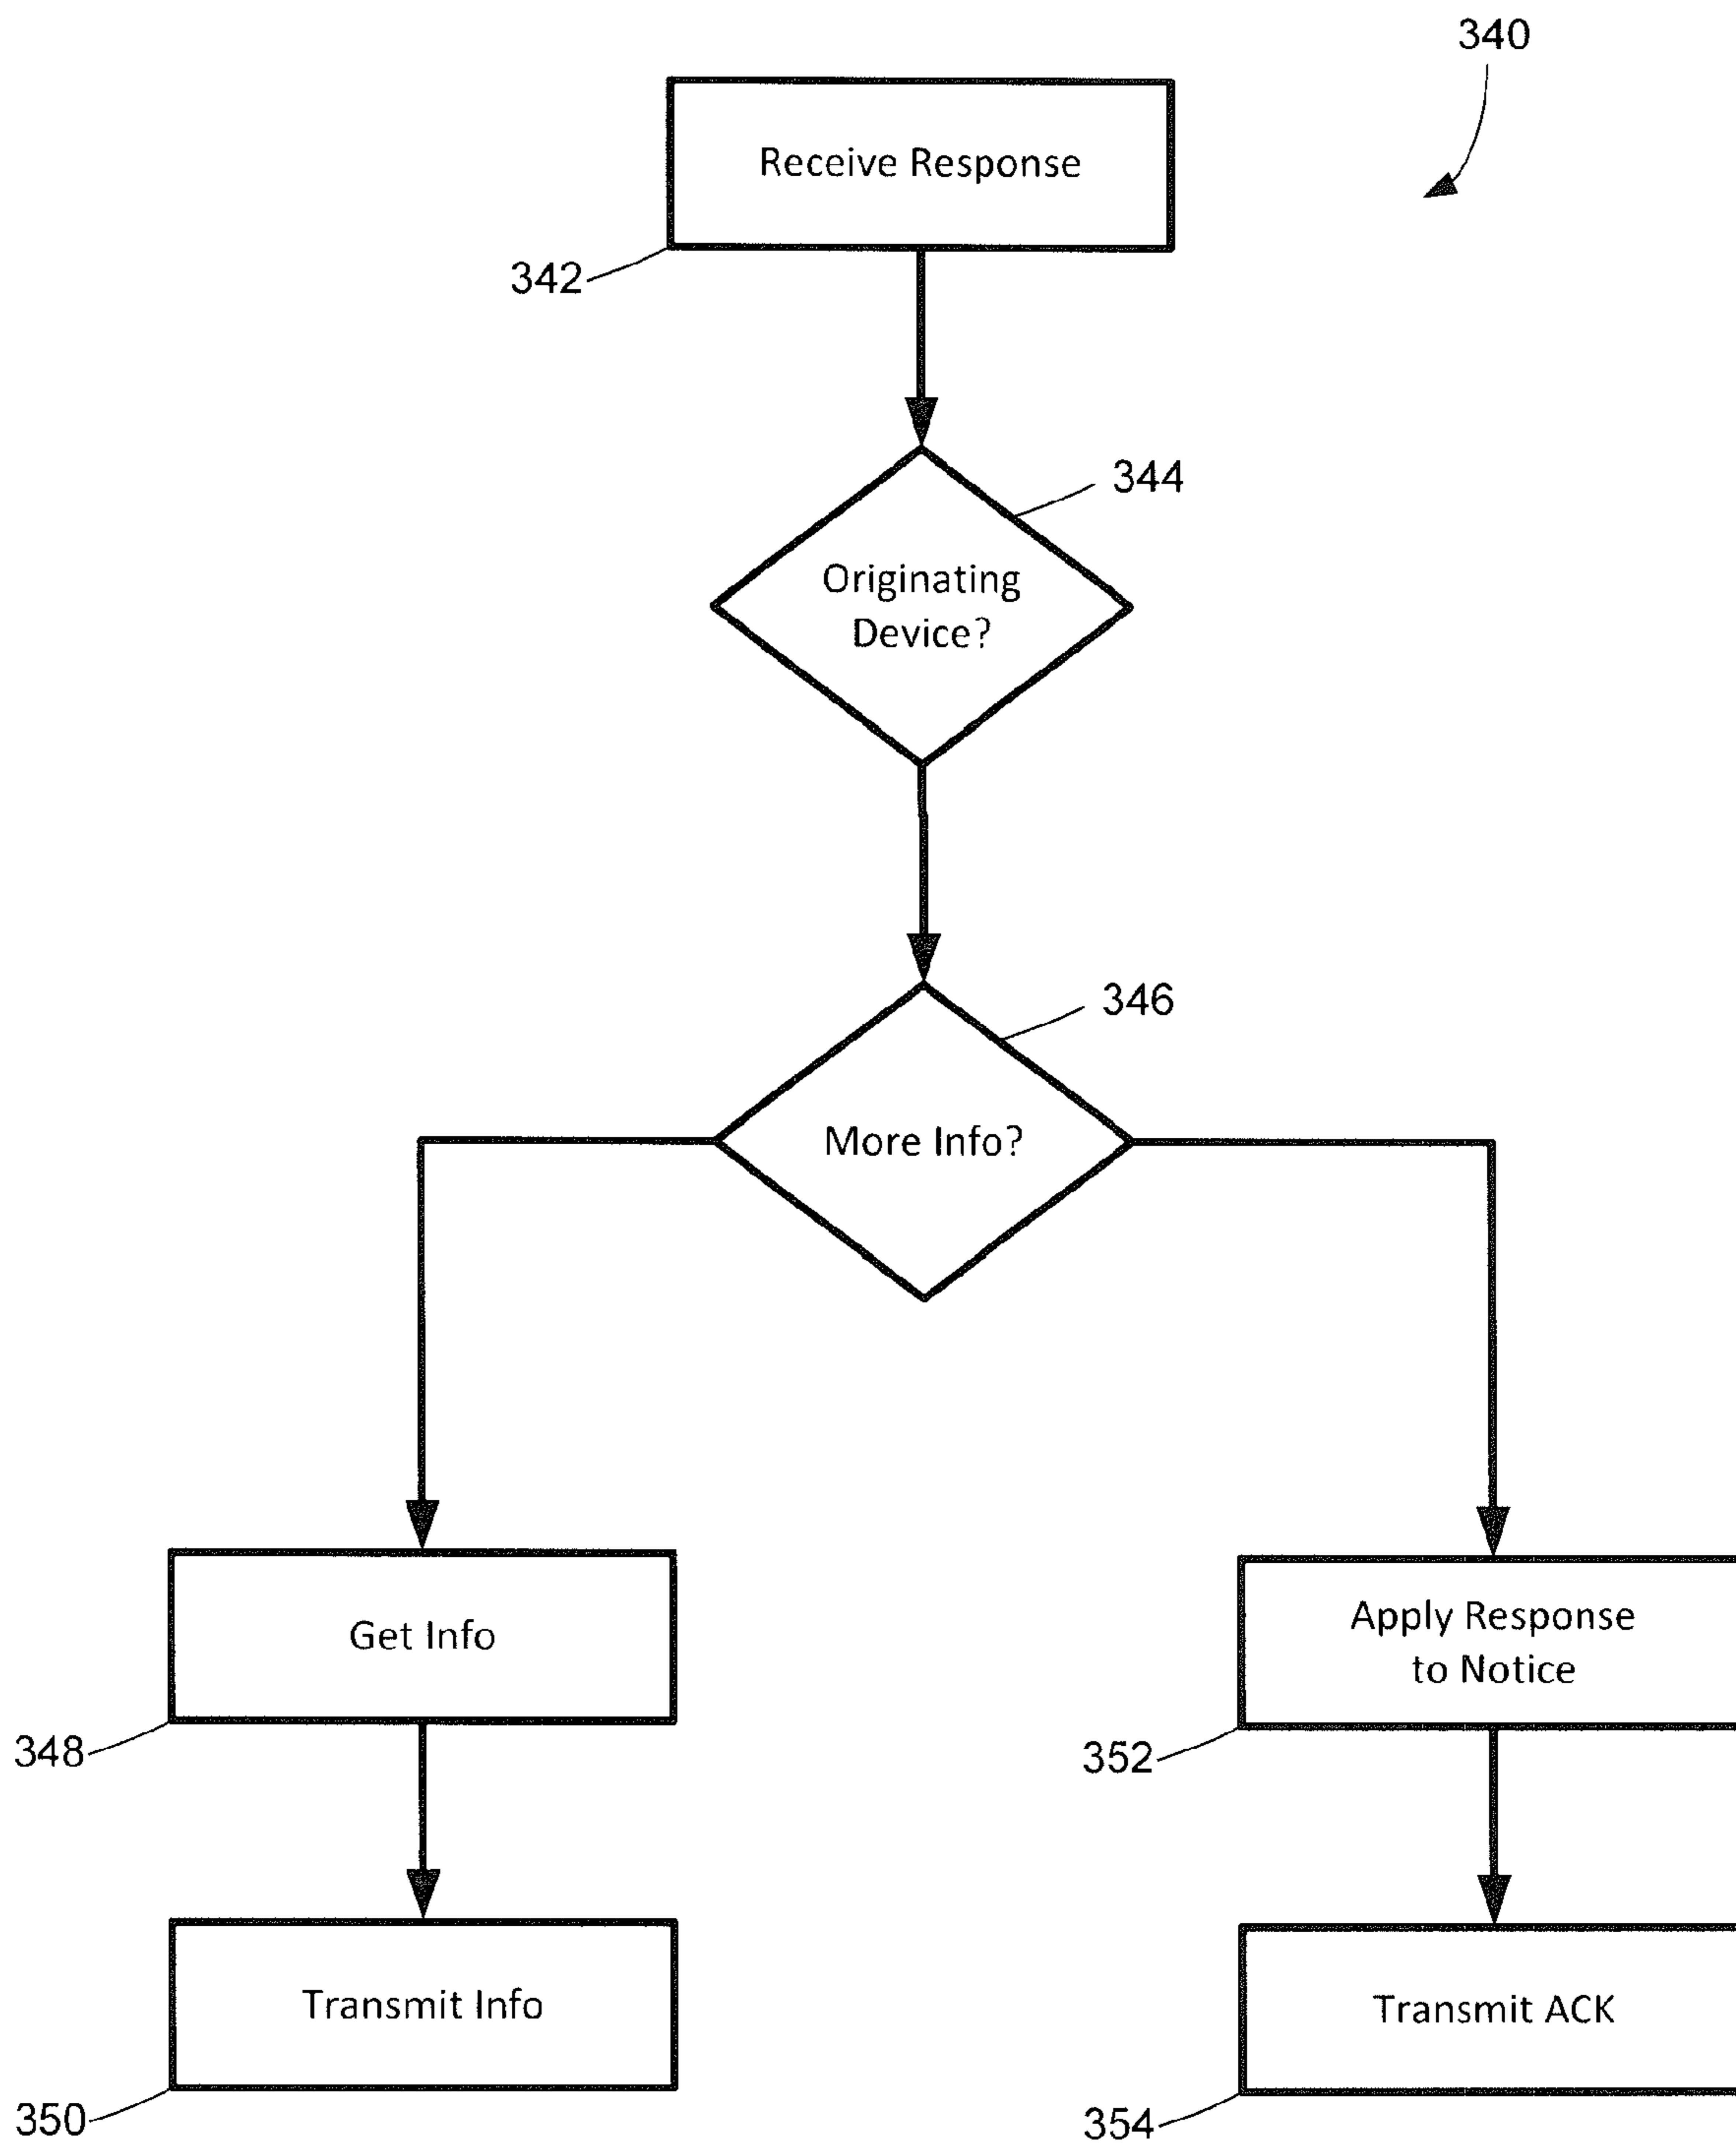 340
Receive Response
342
344
Originating
Device?
346
More Info?
Get Info
348
Apply Response
to Notice
352
Transmit Info
350
Transmit ACK
354